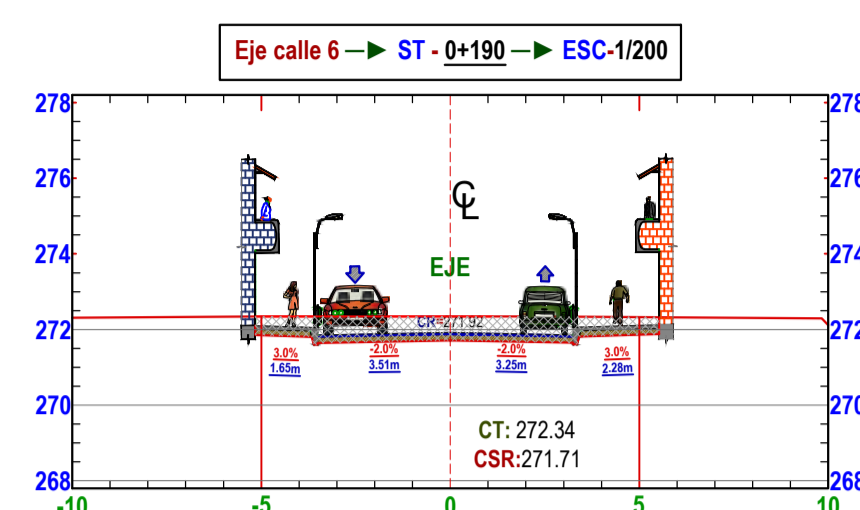 Eje calle 6 → ST - 0+190 → ESC-1/200
278 278
276 276
℄
274 274
EJE
CR=271.92
272 272
3.0% -2.0% -2.0% 3.0%
1.65m 3.51m 3.25m 2.28m
270 270
CT: 272.34
CSR:271.71
268 268
-10 -5 0 5 10